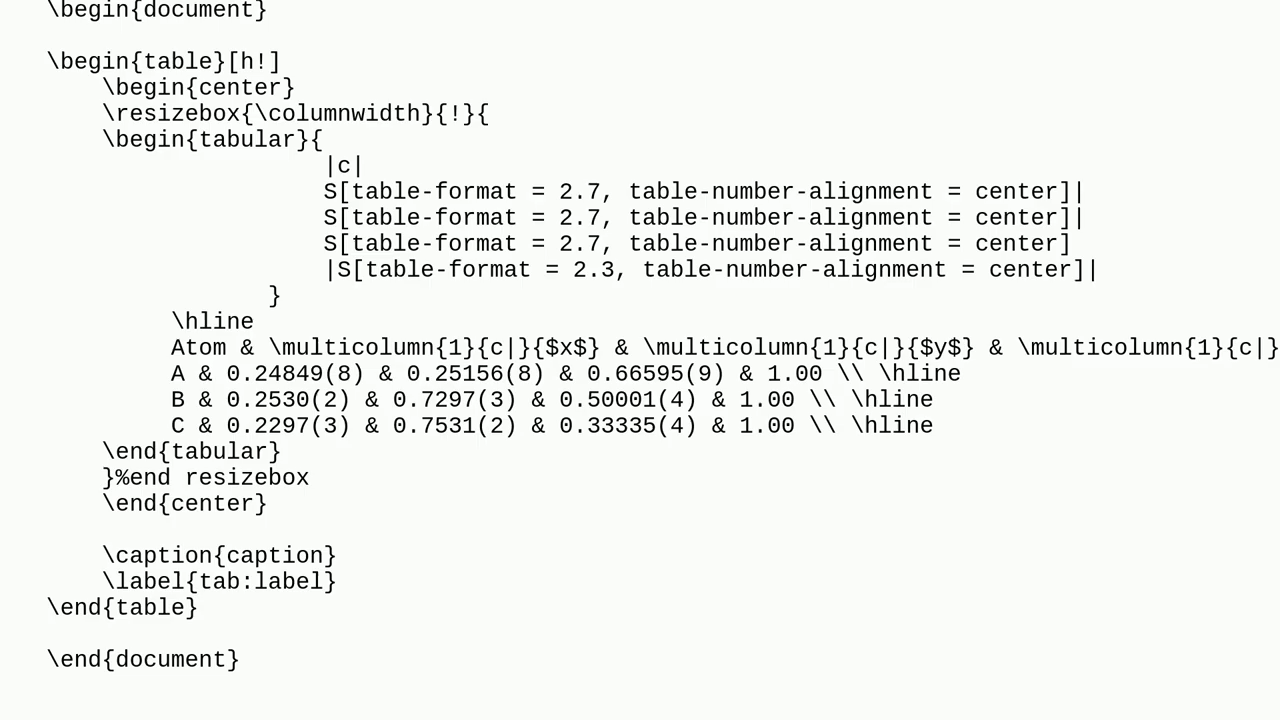 \begin{document}
\begin{table}[h!]
\begin{center}
\resizebox{\columnwidth}{!}{
\begin{tabular}{
|c|
S[table-format = 2.7, table-number-alignment = center]|
S[table-format = 2.7, table-number-alignment = center]|
S[table-format = 2.7, table-number-alignment = center]
|S[table-format = 2.3, table-number-alignment = center]|
}
\hline
Atom & \multicolumn{1}{c|}{$x$} & \multicolumn{1}{c|}{$y$} & \multicolumn{1}{c|}
A & 0.24849(8) & 0.25156(8) & 0.66595(9) & 1.00 \\ \hline
B & 0.2530(2) & 0.7297(3) & 0.50001(4) & 1.00 \\ \hline
C & 0.2297(3) & 0.7531(2) & 0.33335(4) & 1.00 \\ \hline
\end{tabular}
}%end resizebox
\end{center}
\caption{caption}
\label{tab:label}
\end{table}
\end{document}